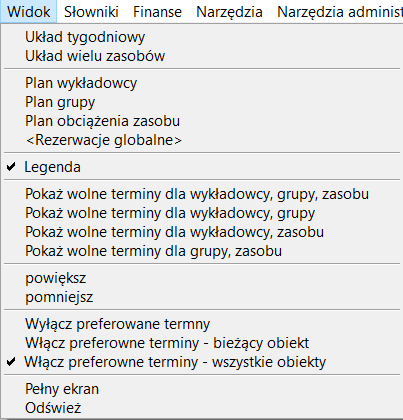 Widok Słowniki Finanse Narzędzia Narzędzia administ
Układ tygodniowy
Układ wielu zasobów
Plan wykładowcy
Plan grupy
Plan obciążenia zasobu
<Rezerwacje globalne>
Legenda
Pokaż wolne terminy dla wykładowcy, grupy, zasobu
Pokaż wolne terminy dla wykładowcy, grupy
Pokaż wolne terminy dla wykładowcy, zasobu
Pokaż wolne terminy dla grupy, zasobu
powiększ
pomniejsz
Wyłącz preferowane termny
Włącz preferowne terminy - bieżący obiekt
Włącz preferowne terminy - wszystkie obiekty
Pełny ekran
Odśwież